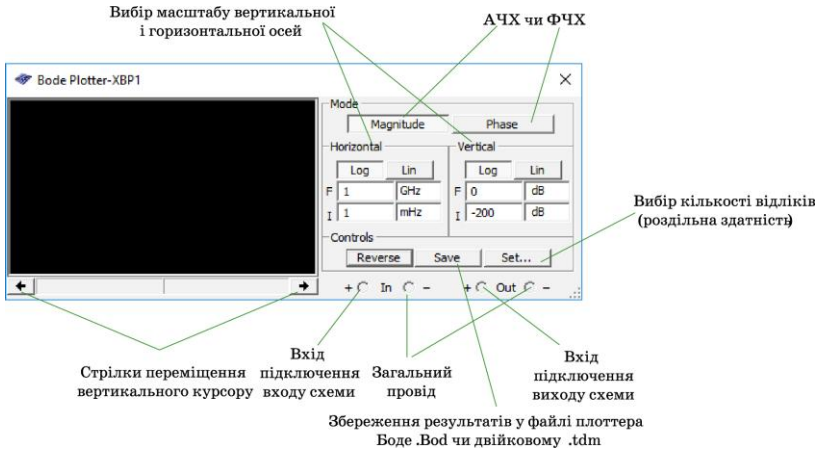 Вибір масштабу вертикальної
і горизонтальної осей
АЧХ чи ФЧХ
Bode Plotter-XBP1
Mode
Magnitude Phase
Horizontal Vertical
Log Lin Log Lin
F 1 GHz F 0 dB
I 1 mHz I -200 dB
Controls
Reverse Save Set...
+ In - + Out -
Вибір кількості відліків
(роздільна здатність)
Стрілки переміщення
вертикального курсору
Вхід
підключення
входу схеми
Загальний
провід
Вхід
підключення
виходу схеми
Збереження результатів у файлі плоттера
Боде .Bod чи двійковому .tdm